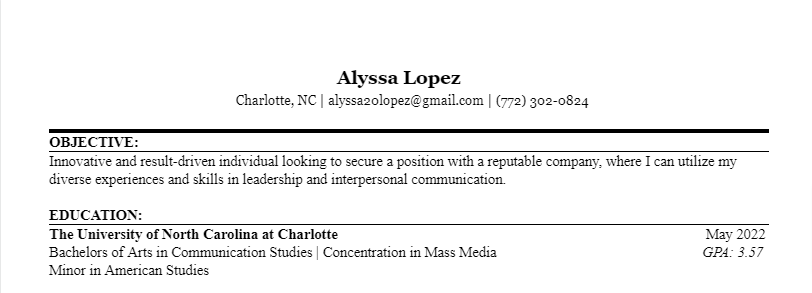 Alyssa Lopez
Charlotte, NC | alyssa20lopez@gmail.com | (772) 302-0824
OBJECTIVE:
Innovative and result-driven individual looking to secure a position with a reputable company, where I can utilize my
diverse experiences and skills in leadership and interpersonal communication.
EDUCATION:
The University of North Carolina at Charlotte May 2022
Bachelors of Arts in Communication Studies | Concentration in Mass Media GPA: 3.57
Minor in American Studies